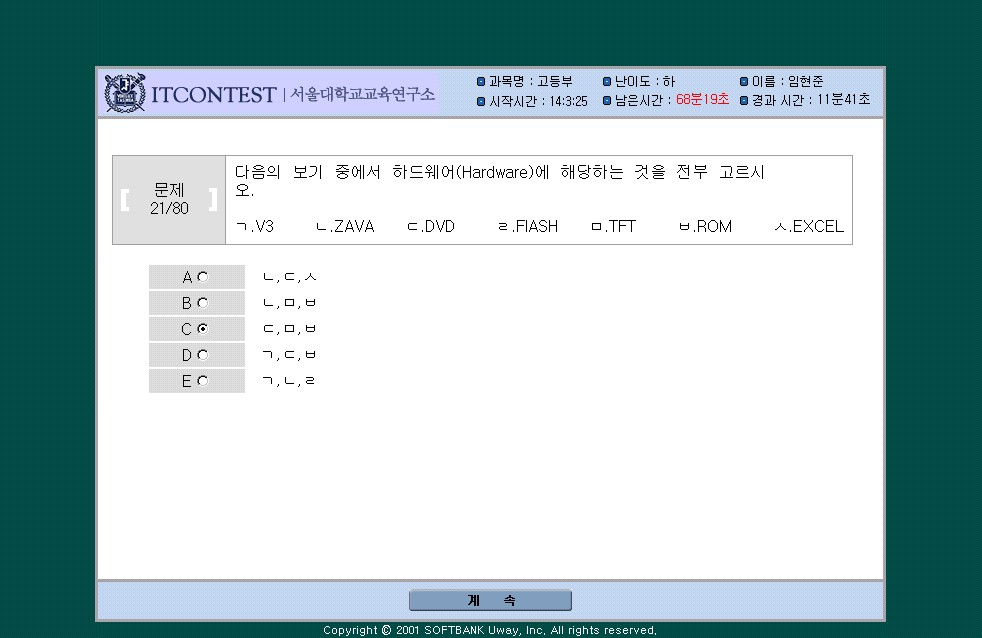 ITCONTEST | 서울대학교교육연구소
과목명 : 고등부 난이도 : 하 이름 : 임현준
시작시간 : 14:3:25 남은시간 : 68분19초 경과 시간 : 11분41초
문제
21/80
다음의 보기 중에서 하드웨어(Hardware)에 해당하는 것을 전부 고르시
오.
ㄱ.V3 ㄴ.ZAVA ㄷ.DVD ㄹ.FlASH ㅁ.TFT ㅂ.ROM ㅅ.EXCEL
A ㄴ,ㄷ,ㅅ
B ㄴ,ㅁ,ㅂ
C ㄷ,ㅁ,ㅂ
D ㄱ,ㄷ,ㅂ
E ㄱ,ㄴ,ㄹ
계 속
Copyright © 2001 SOFTBANK Uway, Inc. All rights reserved.